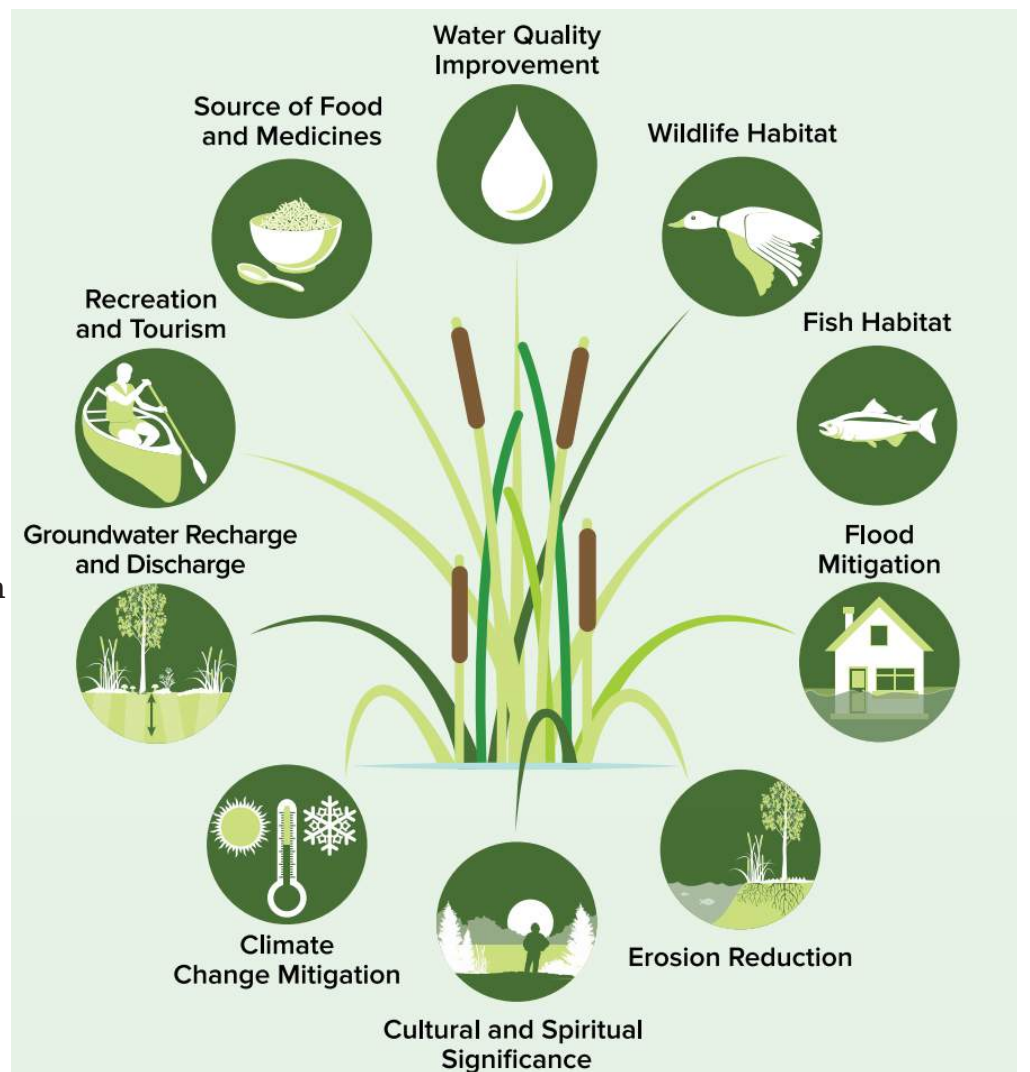 Water Quality
Improvement
Source of Food
and Medicines
Wildlife Habitat
Recreation
and Tourism
Fish Habitat
Groundwater Recharge
and Discharge
Flood
Mitigation
Climate
Change Mitigation
Erosion Reduction
Cultural and Spiritual
Significance